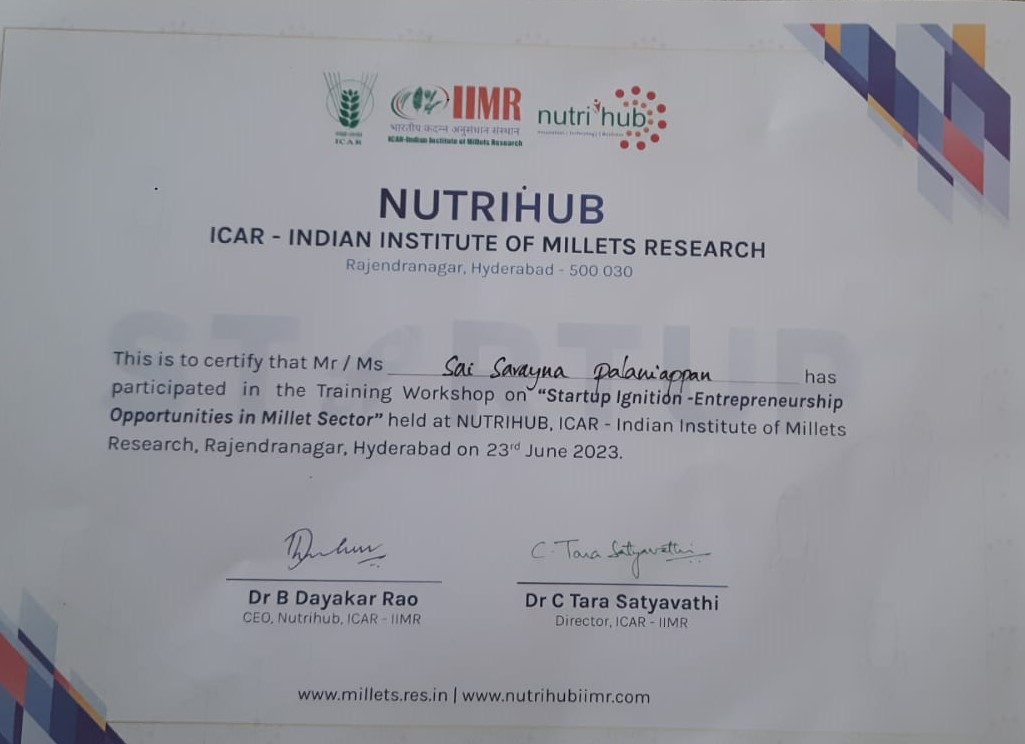 ICAR
IIMR
भारतीय कदन्न अनुसंधान संस्थान
ICAR-Indian Institute of Millets Research
nutri hub
NUTRIHUB
ICAR - INDIAN INSTITUTE OF MILLETS RESEARCH
Rajendranagar, Hyderabad - 500 030
STARTUP
This is to certify that Mr / Ms Sai Saravna Palaniappan has
participated in the Training Workshop on “Startup Ignition -Entrepreneurship
Opportunities in Millet Sector” held at NUTRIHUB, ICAR - Indian Institute of Millets
Research, Rajendranagar, Hyderabad on 23rd June 2023.
C. Tara Satyavathi
Dr B Dayakar Rao
CEO, Nutrihub, ICAR - IIMR
Dr C Tara Satyavathi
Director, ICAR - IIMR
www.millets.res.in | www.nutrihubiimr.com